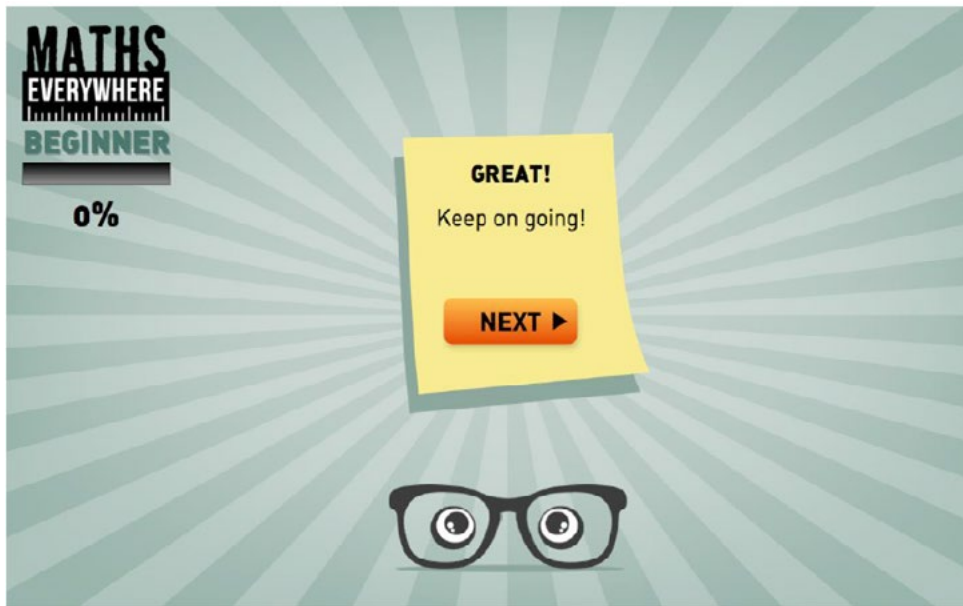 MATHS
EVERYWHERE
BEGINNER
0%
GREAT!
Keep on going!
NEXT